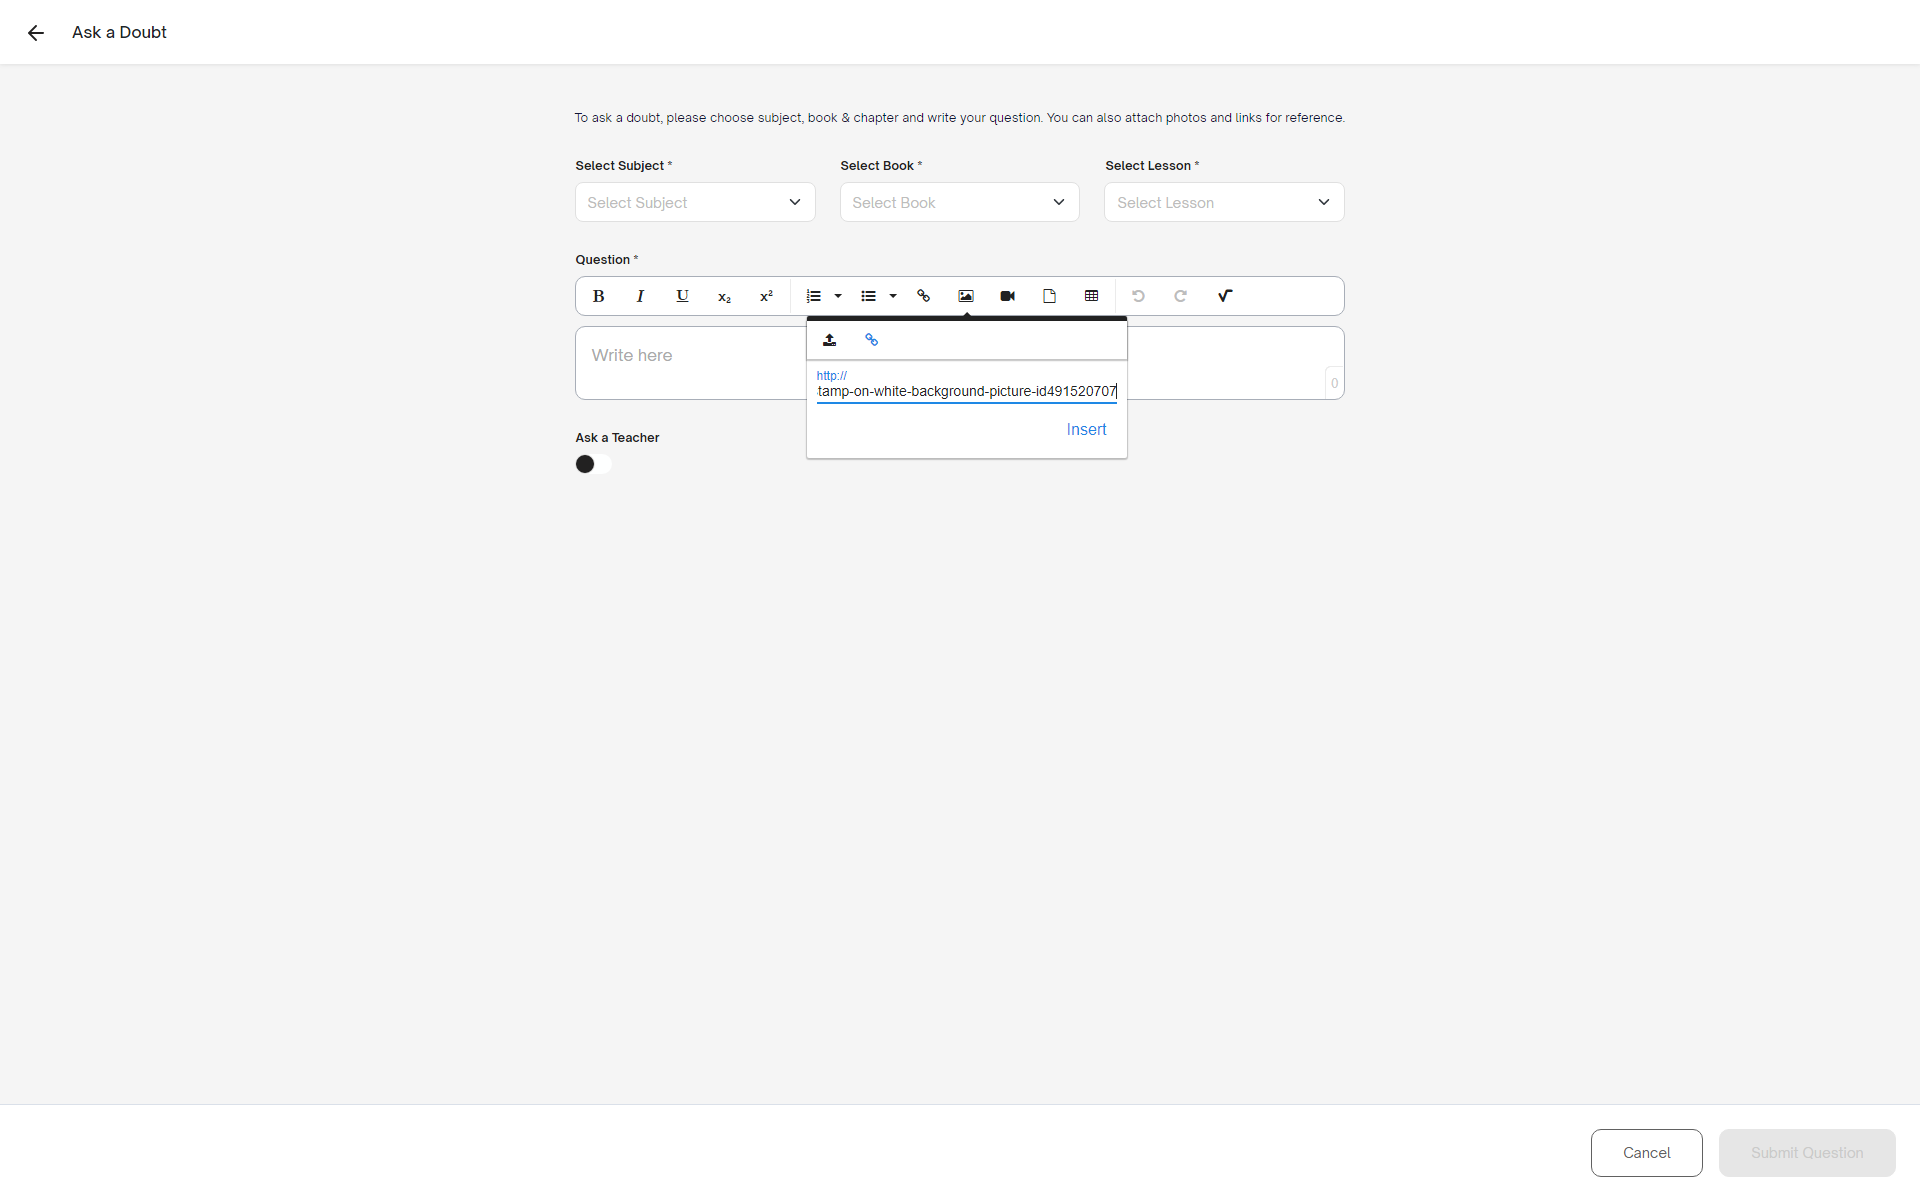 Ask a Doubt
To ask a doubt, please choose subject, book & chapter and write your question. You can also attach photos and links for reference.
Select Subject * Select Book * Select Lesson *
Select Subject Select Book Select Lesson
Question *
B I U x₂ x²
Write here
http://
tamp-on-white-background-picture-id491520707
0
Insert
Ask a Teacher
Cancel Submit Question